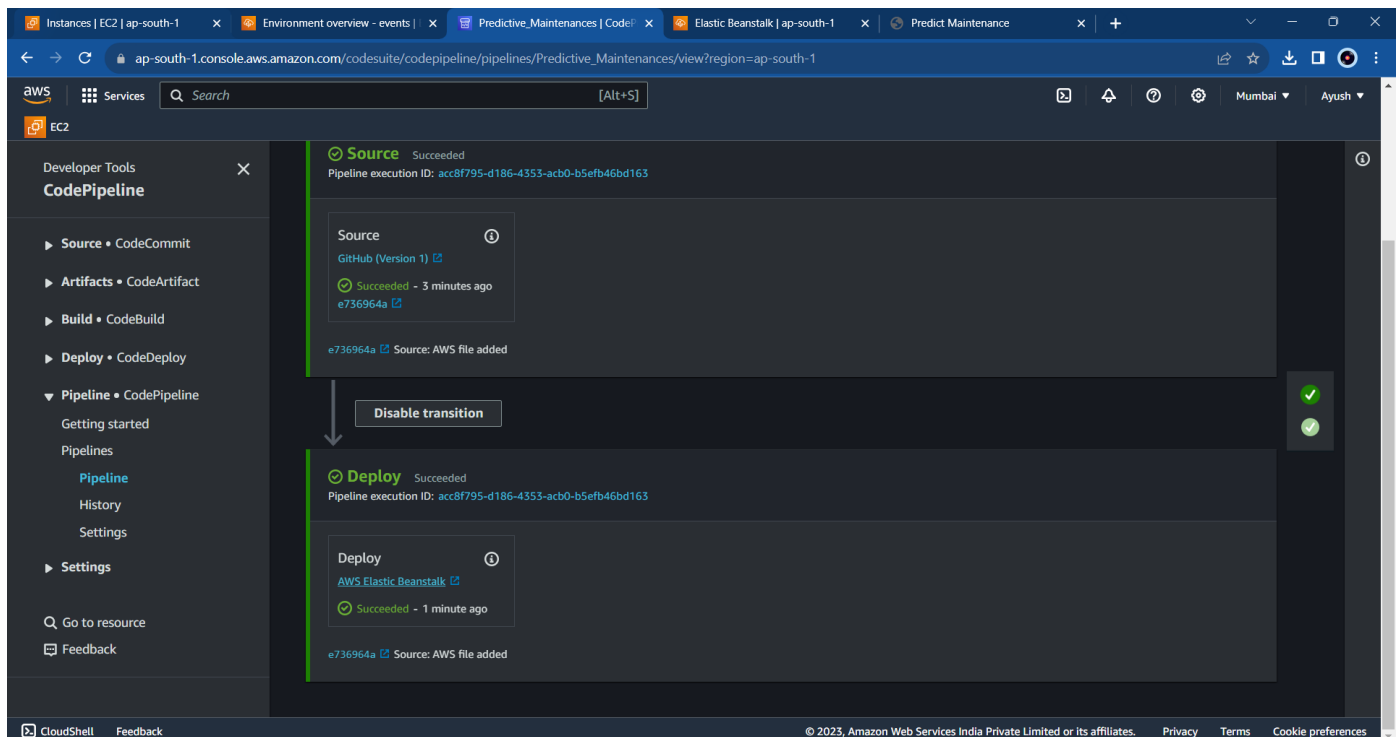 Instances | EC2 | ap-south-1
Environment overview - events |
Predictive_Maintenances | CodeP
Elastic Beanstalk | ap-south-1
Predict Maintenance
ap-south-1.console.aws.amazon.com/codesuite/codepipeline/pipelines/Predictive_Maintenances/view?region=ap-south-1
aws
Services
Search
[Alt+S]
Mumbai
Ayush
EC2
Developer Tools
CodePipeline
Source • CodeCommit
Artifacts • CodeArtifact
Build • CodeBuild
Deploy • CodeDeploy
Pipeline • CodePipeline
Getting started
Pipelines
Pipeline
History
Settings
Settings
Go to resource
Feedback
Source Succeeded
Pipeline execution ID: acc8f795-d186-4353-acb0-b5efb46bd163
Source
GitHub (Version 1)
Succeeded - 3 minutes ago
e736964a
e736964a Source: AWS file added
Disable transition
Deploy Succeeded
Pipeline execution ID: acc8f795-d186-4353-acb0-b5efb46bd163
Deploy
AWS Elastic Beanstalk
Succeeded - 1 minute ago
e736964a Source: AWS file added
CloudShell Feedback
© 2023, Amazon Web Services India Private Limited or its affiliates. Privacy Terms Cookie preferences